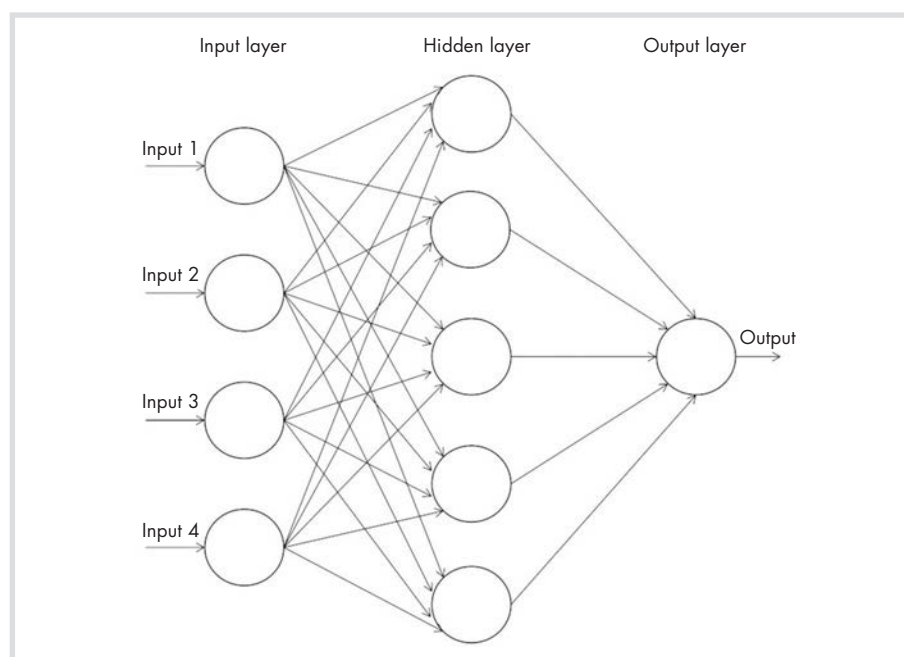 Input layer
Hidden layer
Output layer
Input 1
Input 2
Input 3
Input 4
Output